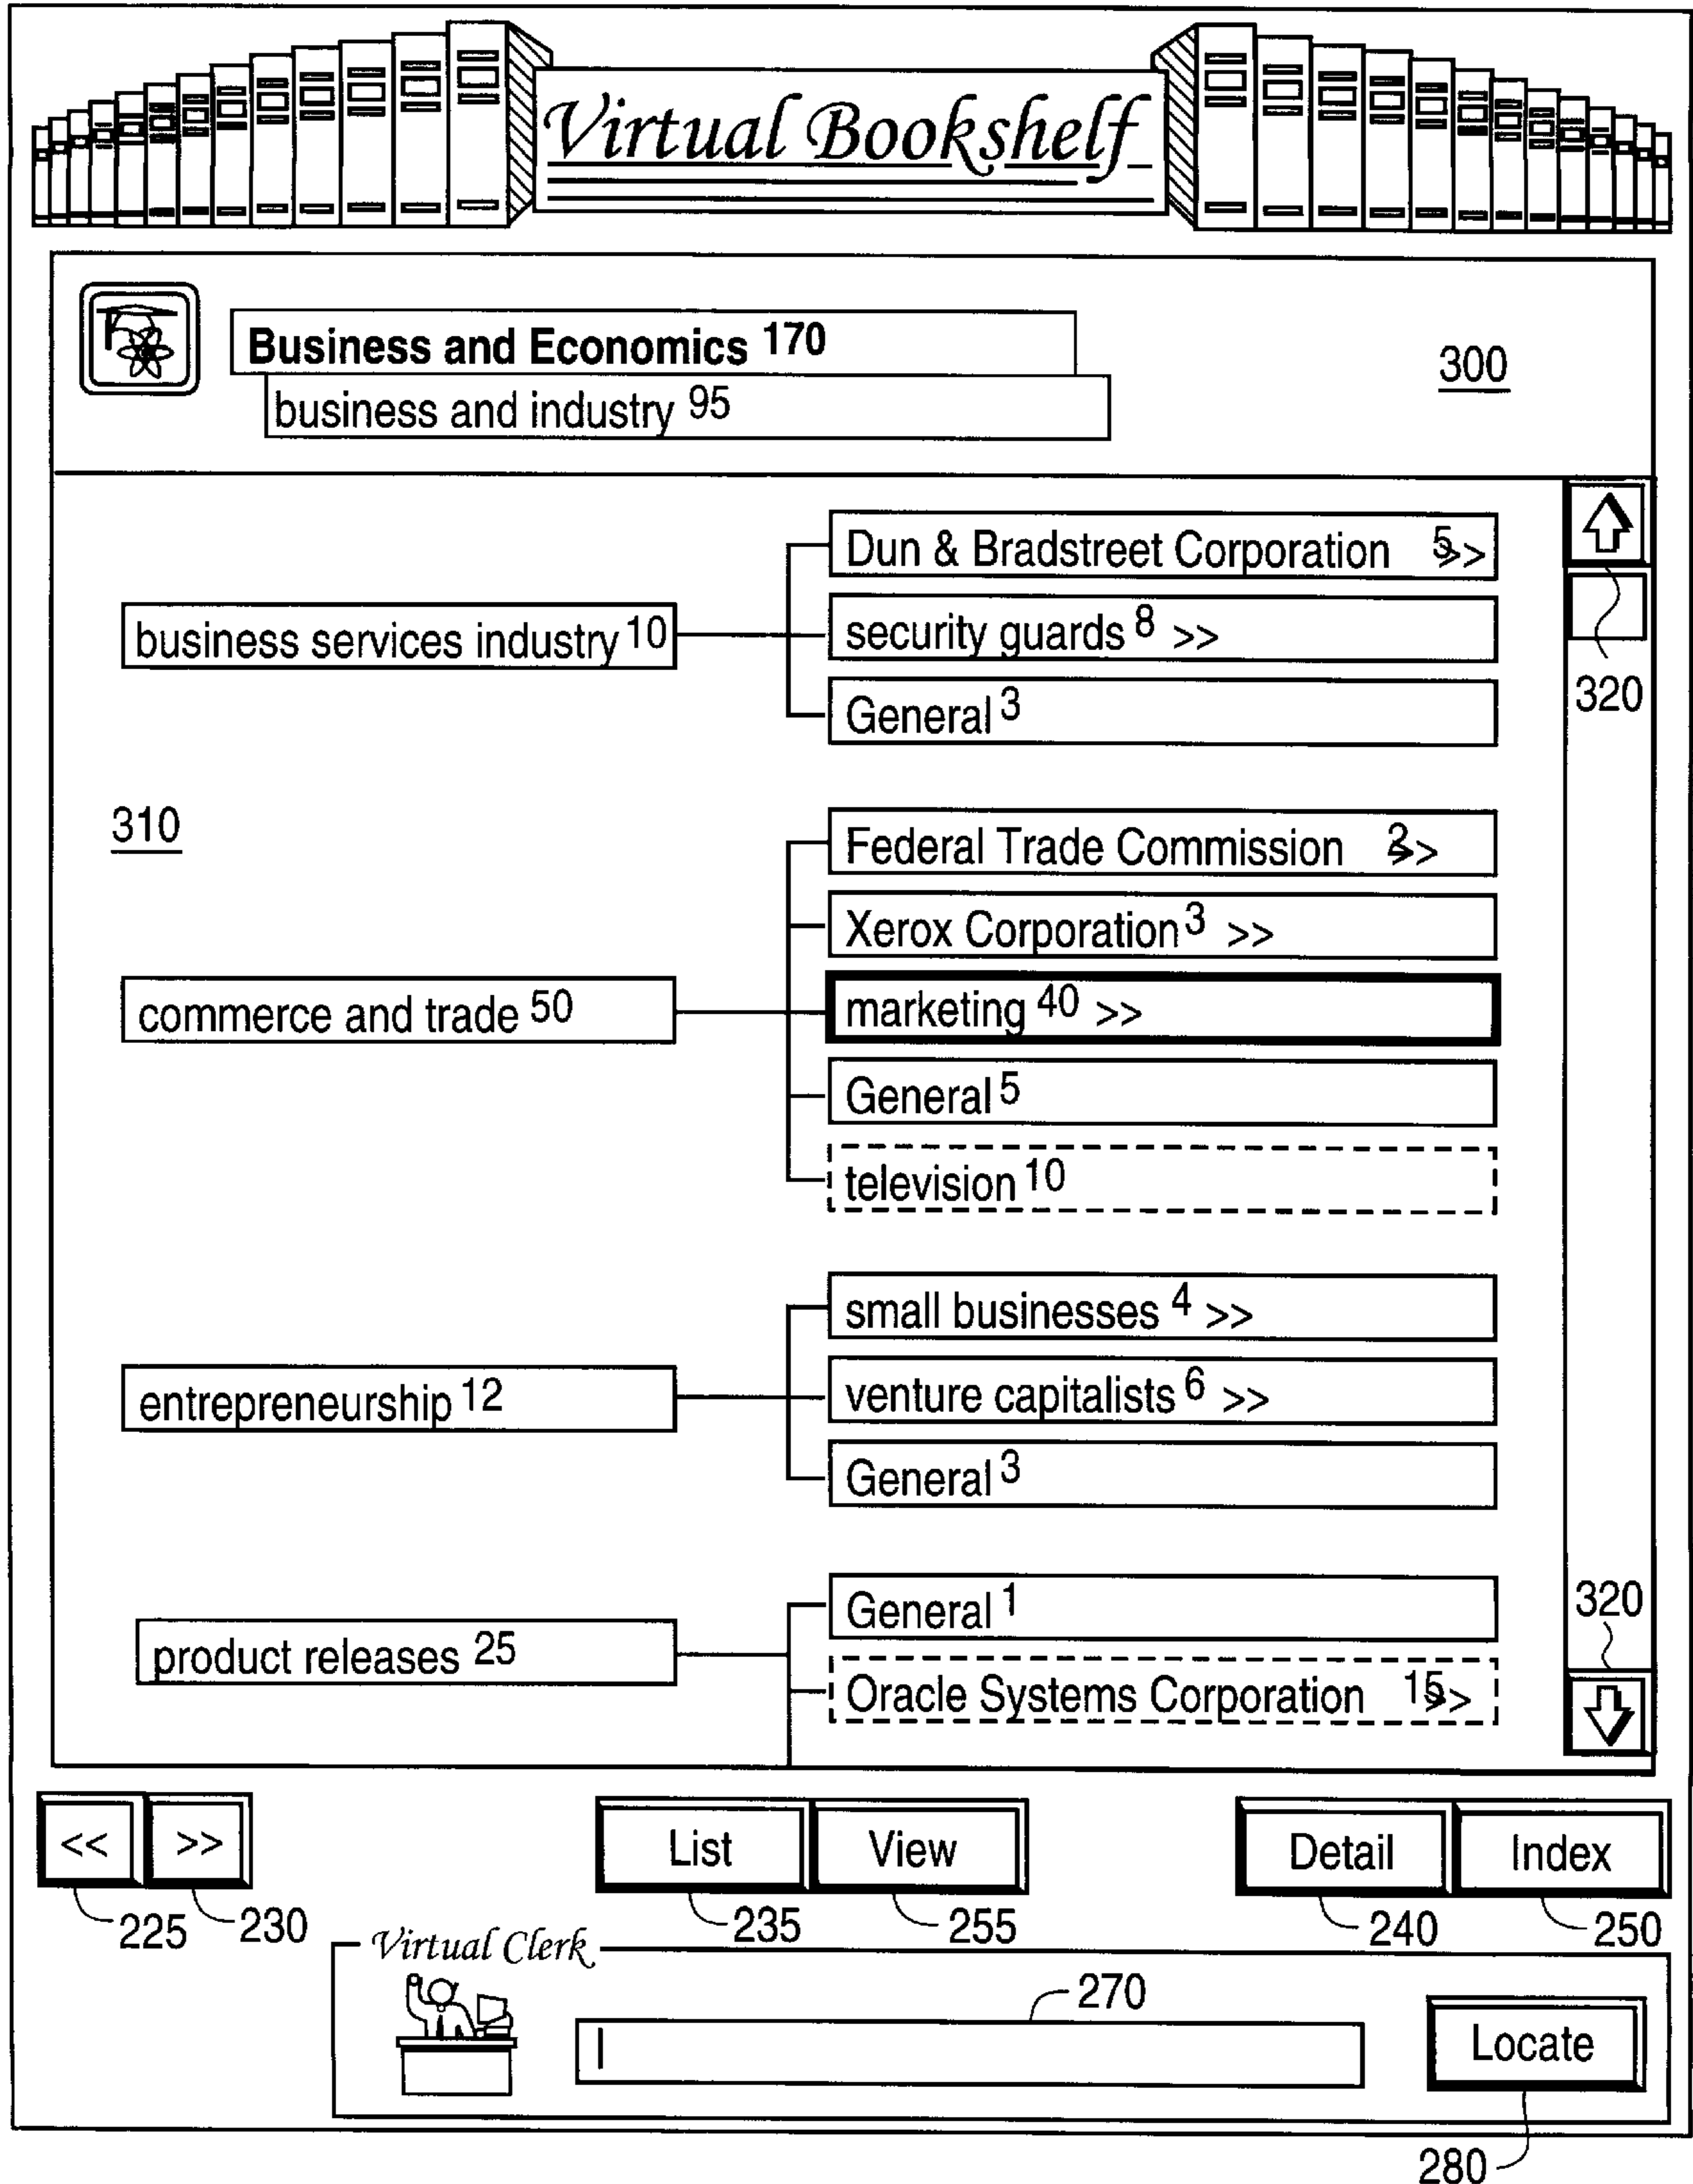 Virtual Bookshelf
Business and Economics 170
300
business and industry 95
Dun & Bradstreet Corporation 5>>
business services industry 10
security guards 8 >>
General 3
320
310
Federal Trade Commission 2>>
Xerox Corporation 3 >>
commerce and trade 50
marketing 40 >>
General 5
television 10
small businesses 4 >>
entrepreneurship 12
venture capitalists 6 >>
General 3
General 1
320
product releases 25
Oracle Systems Corporation 15>>
<< >> List View Detail Index
225 230 235 255 240 250
Virtual Clerk
270
Locate
280